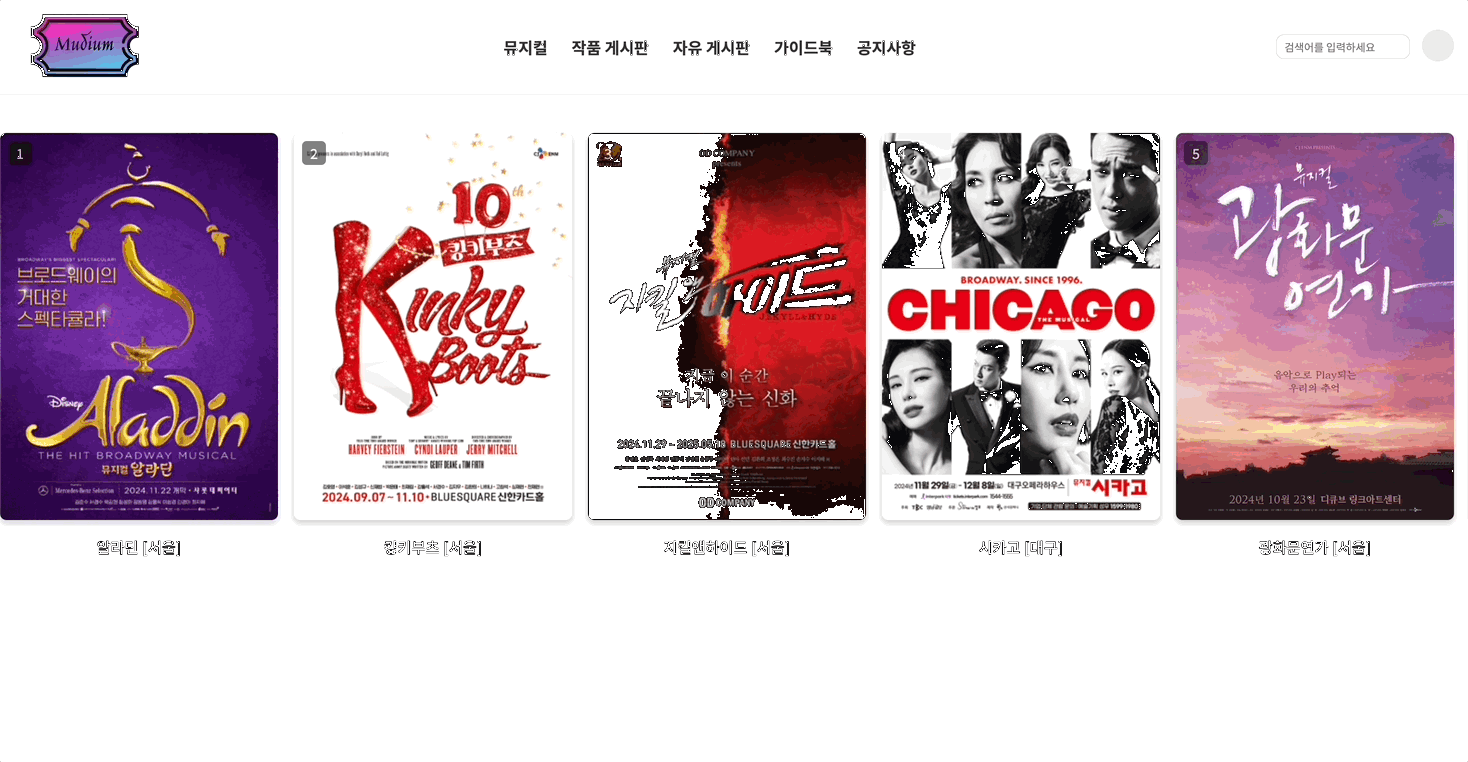 Mudium
뮤지컬
작품 게시판
자유 게시판
가이드북
공지사항
검색어를 입력하세요
1
BROADWAY'S BIGGEST SPECTACULAR!
브로드웨이의
거대한
스펙타큘라!
Disney
Aladdin
THE HIT BROADWAY MUSICAL
뮤지컬 알라딘
Mercedes-Benz Selection
2024.11.22 개막 • 샤롯데씨어터
알라딘 [서울]
2
CJ ENM
10th
킹키부츠
Kinky
Boots
HARVEY FIERSTEIN
CYNDI LAUPER
JERRY MITCHELL
GEOFF DEANE & TIM FIRTH
2024.09.07 ~ 11.10 • BLUESQUARE 신한카드홀
킹키부츠 [서울]
3
OD COMPANY
presents
뮤지컬
지킬앤하이드
JEKYLL&HYDE
지금 이 순간
끝나지 않는 신화
BLUESQUARE 신한카드홀
OD COMPANY
지킬앤하이드 [서울]
BROADWAY. SINCE 1996.
CHICAGO
THE MUSICAL
2024년 11월 29일(금) ~ 12월 8일(일) 대구오페라하우스
뮤지컬 시카고
시카고 [대구]
5
CJ ENM PRESENTS
뮤지컬
광화문
연가
음악으로 Play되는
우리의 추억
2024년 10월 23일 디큐브 링크아트센터
광화문연가 [서울]